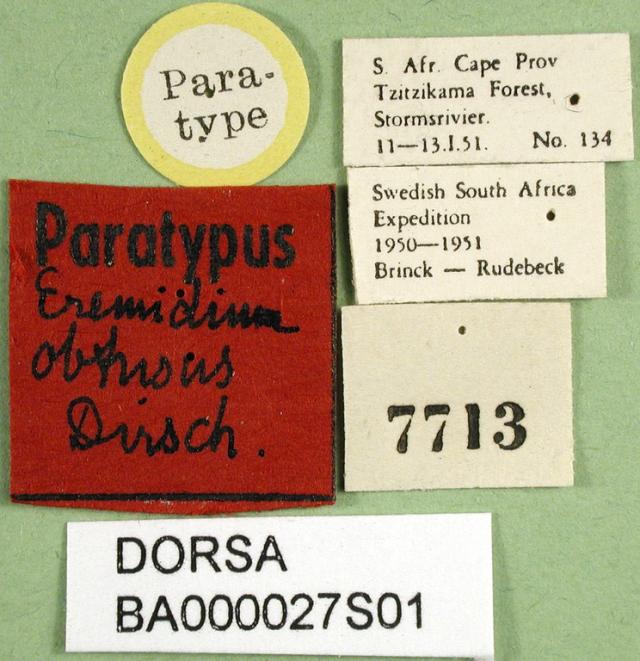 Para-
type
S. Afr. Cape Prov
Tzitzikama Forest,
Stormsrivier.
11—13.I.51. No. 134
Swedish South Africa
Expedition
1950—1951
Brinck — Rudebeck
Paratypus
Eremidium
obtusus
Dirsch.
7713
DORSA
BA000027S01